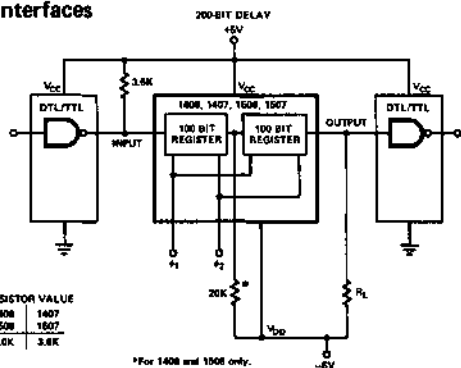 nterfaces
200-BIT DELAY
+5V
VCC
3.6K
VCC
VCC
DTL/TTL
1406, 1407, 1506, 1507
DTL/TTL
100 BIT
REGISTER
100 BIT
REGISTER
INPUT
OUTPUT
ϕ1
ϕ2
20K
*
RL
SISTOR VALUE
1407
1507
3.6K
VDD
-5V
*For 1406 and 1506 only.